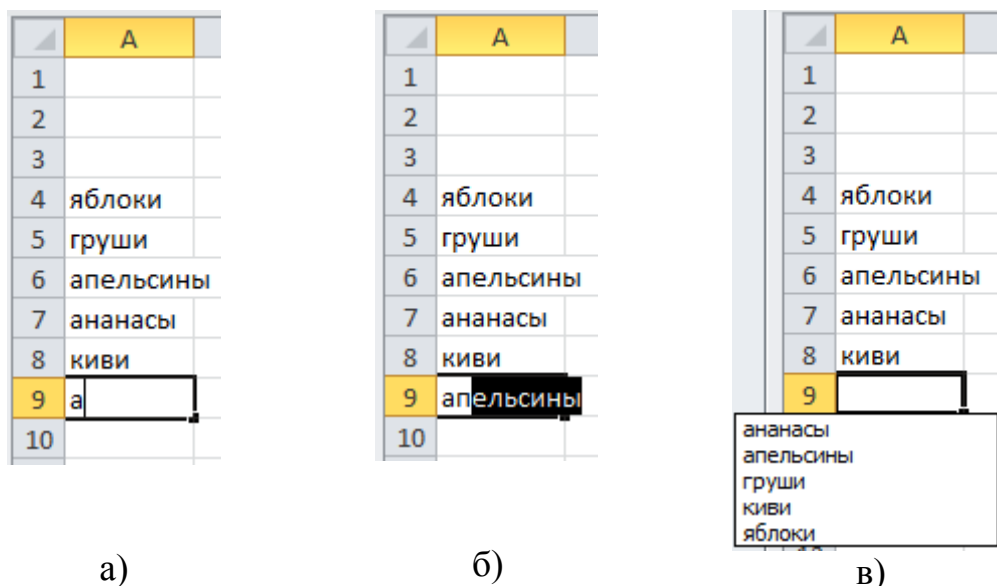 A
1
2
3
4 яблоки
5 груши
6 апельсины
7 ананасы
8 киви
9 а
10
а)
A
1
2
3
4 яблоки
5 груши
6 апельсины
7 ананасы
8 киви
9 апельсины
10
б)
A
1
2
3
4 яблоки
5 груши
6 апельсины
7 ананасы
8 киви
9
ананасы
апельсины
груши
киви
яблоки
в)